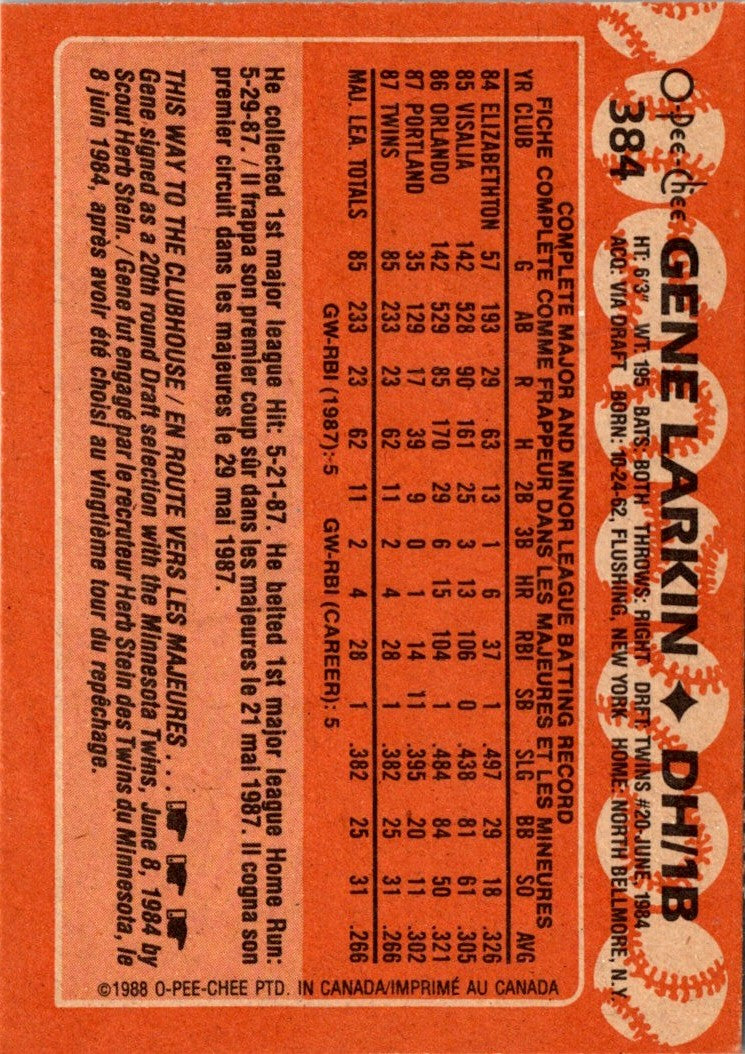 O-Pee-Chee
384
GENE LARKIN ♦ DH/1B
HT: 6'3" WT: 195 BATS: BOTH THROWS: RIGHT DRFT: TWINS #20-JUNE, 1984
ACQ: VIA DRAFT BORN: 10-24-62, FLUSHING, NEW YORK HOME: NORTH BELLMORE, N.Y.
COMPLETE MAJOR AND MINOR LEAGUE BATTING RECORD
FICHE COMPLETE COMME FRAPPEUR DANS LES MAJEURES ET LES MINEURES
YR CLUB G AB R H 2B 3B HR RBI SB SLG BB SO AVG
84 ELIZABETHTON 57 193 29 63 13 1 6 37 1 .497 29 18 .326
85 VISALIA 142 528 90 161 25 3 13 106 0 .438 81 61 .305
86 ORLANDO 142 529 85 170 29 6 15 104 1 .484 84 50 .321
87 PORTLAND 35 129 17 39 9 0 1 14 11 .395 20 11 .302
87 TWINS 85 233 23 62 11 2 4 28 1 .382 25 31 .266
MAJ. LEA. TOTALS 85 233 23 62 11 2 4 28 1 .382 25 31 .266
GW-RBI (1987): 5 GW-RBI (CAREER): 5
He collected 1st major league Hit: 5-21-87. He belted 1st major league Home Run:
5-29-87. / Il frappa son premier coup sûr dans les majeures le 21 mai 1987. Il cogna son
premier circuit dans les majeures le 29 mai 1987.
THIS WAY TO THE CLUBHOUSE / EN ROUTE VERS LES MAJEURES . . .
Gene signed as a 20th round Draft selection with the Minnesota Twins, June 8, 1984 by
Scout Herb Stein. / Gene fut engagé par le recruteur Herb Stein des Twins du Minnesota, le
8 juin 1984, après avoir été choisi au vingtième tour du repêchage.
©1988 O-PEE-CHEE PTD. IN CANADA/IMPRIMÉ AU CANADA